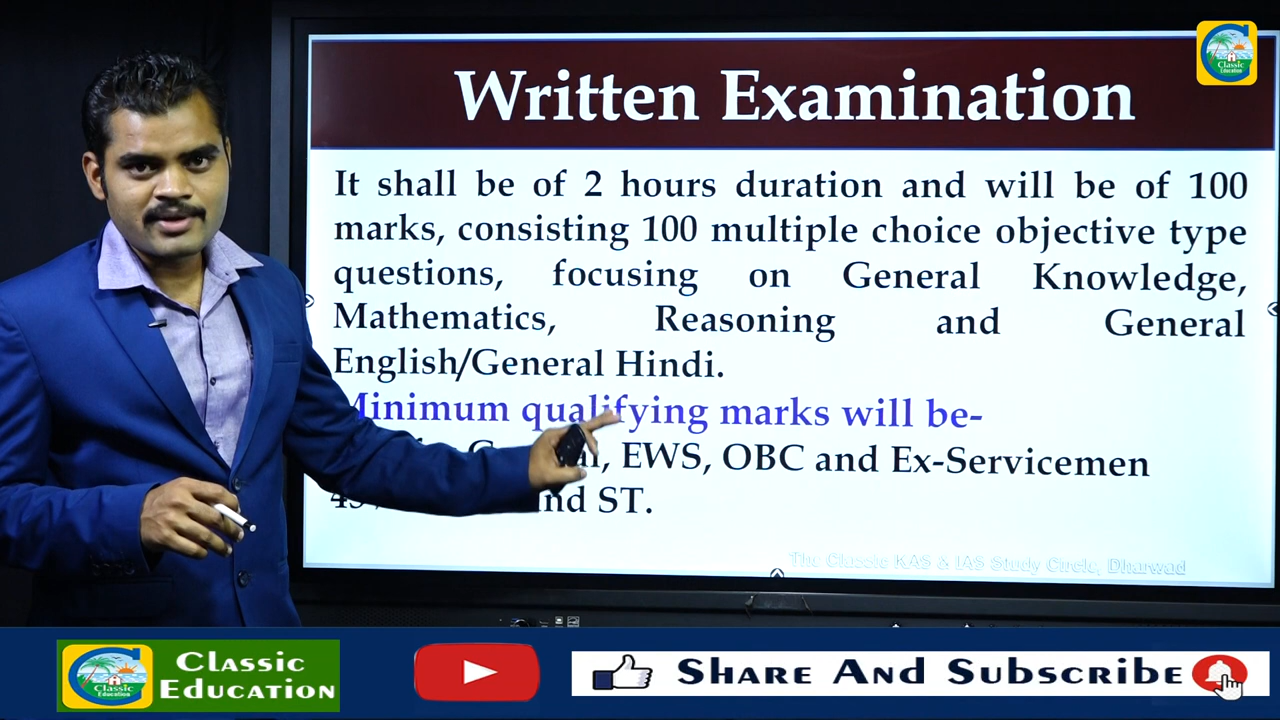 Classic
Education
Written Examination
It shall be of 2 hours duration and will be of 100
marks, consisting 100 multiple choice objective type
questions, focusing on General Knowledge,
Mathematics, Reasoning and General
English/General Hindi.
Minimum qualifying marks will be-
EWS, OBC and Ex-Servicemen
ST.
The Classic KAS & IAS Study Circle, Dharwad
Classic
Education
Classic
Education
Share And Subscribe